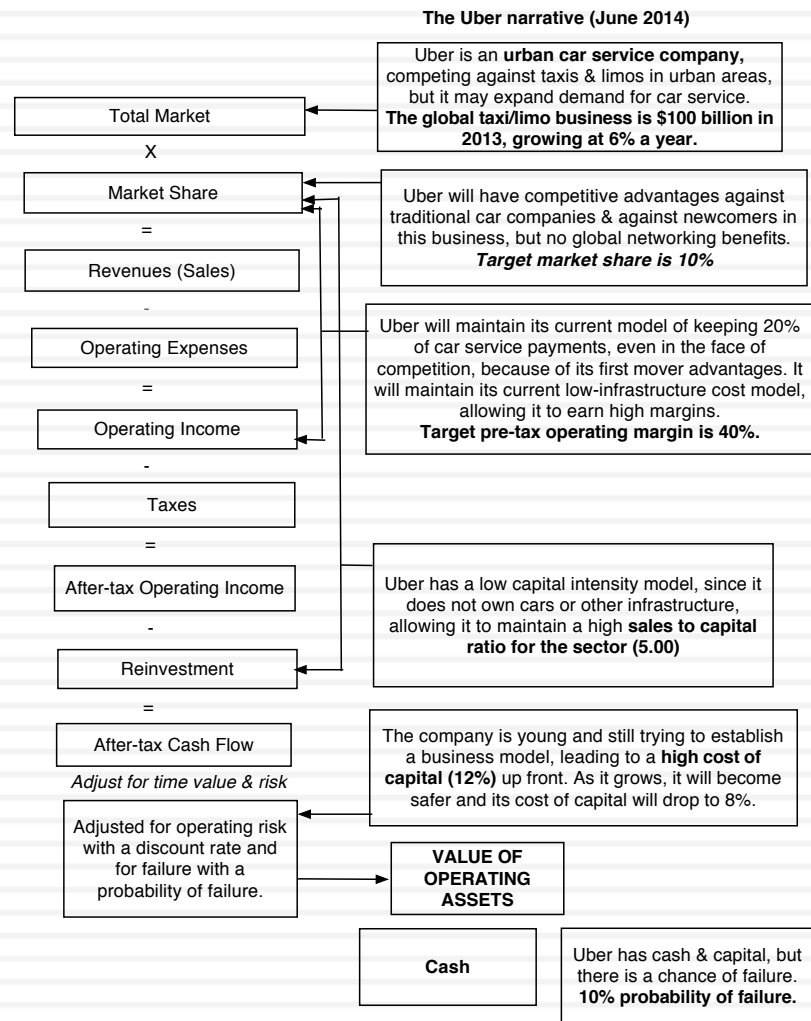 The Uber narrative (June 2014)
Uber is an urban car service company,
competing against taxis & limos in urban areas,
but it may expand demand for car service.
The global taxi/limo business is $100 billion in
2013, growing at 6% a year.
Total Market
X
Market Share
Uber will have competitive advantages against
traditional car companies & against newcomers in
this business, but no global networking benefits.
Target market share is 10%
=
Revenues (Sales)
-
Operating Expenses
Uber will maintain its current model of keeping 20%
of car service payments, even in the face of
competition, because of its first mover advantages. It
will maintain its current low-infrastructure cost model,
allowing it to earn high margins.
Target pre-tax operating margin is 40%.
=
Operating Income
-
Taxes
=
After-tax Operating Income
Uber has a low capital intensity model, since it
does not own cars or other infrastructure,
allowing it to maintain a high sales to capital
ratio for the sector (5.00)
-
Reinvestment
=
After-tax Cash Flow
The company is young and still trying to establish
a business model, leading to a high cost of
capital (12%) up front. As it grows, it will become
safer and its cost of capital will drop to 8%.
Adjust for time value & risk
Adjusted for operating risk
with a discount rate and
for failure with a
probability of failure.
VALUE OF
OPERATING
ASSETS
Cash
Uber has cash & capital, but
there is a chance of failure.
10% probability of failure.